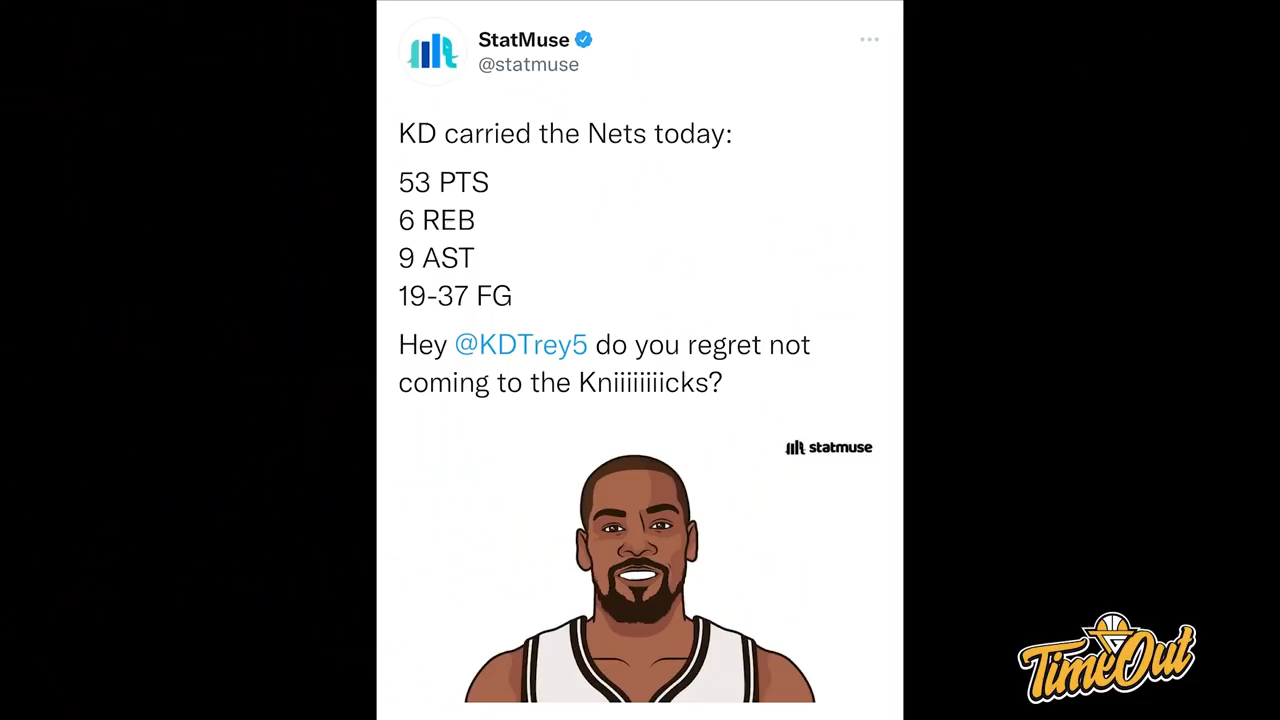 StatMuse
@statmuse
KD carried the Nets today:
53 PTS
6 REB
9 AST
19-37 FG
Hey @KDTrey5 do you regret not
coming to the Kniiiiiiiicks?
statmuse
TimeOut